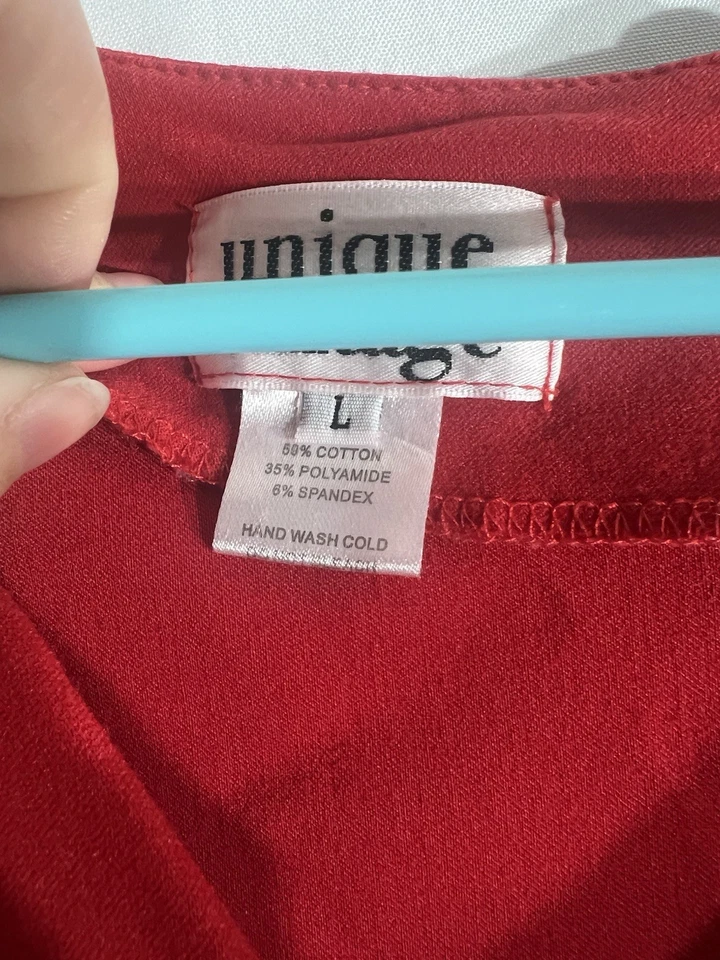 unique
L
59% COTTON
35% POLYAMIDE
6% SPANDEX
HAND WASH COLD